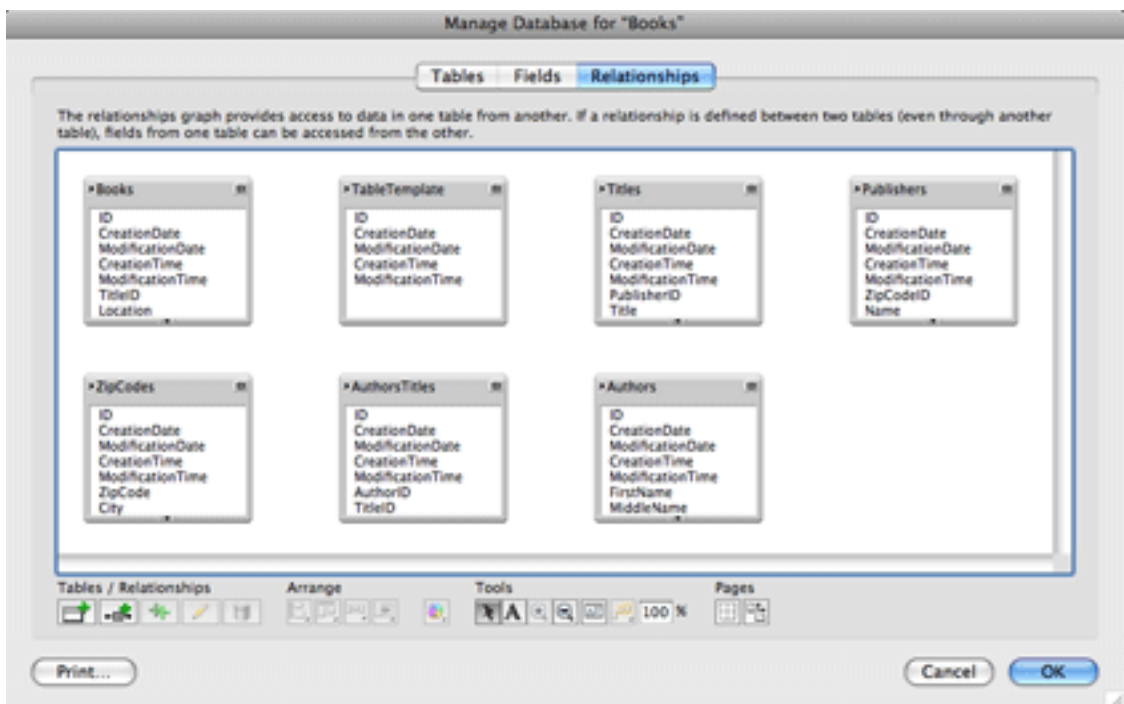 Manage Database for "Books"
Tables Fields Relationships
The relationships graph provides access to data in one table from another. If a relationship is defined between two tables (even through another
table), fields from one table can be accessed from the other.
Books
ID
CreationDate
ModificationDate
CreationTime
ModificationTime
TitleID
Location
TableTemplate
ID
CreationDate
ModificationDate
CreationTime
ModificationTime
Titles
ID
CreationDate
ModificationDate
CreationTime
ModificationTime
PublisherID
Title
Publishers
ID
CreationDate
ModificationDate
CreationTime
ModificationTime
ZipCodeID
Name
ZipCodes
ID
CreationDate
ModificationDate
CreationTime
ModificationTime
ZipCode
City
AuthorsTitles
ID
CreationDate
ModificationDate
CreationTime
ModificationTime
AuthorID
TitleID
Authors
ID
CreationDate
ModificationDate
CreationTime
ModificationTime
FirstName
MiddleName
Tables / Relationships Arrange Tools Pages
A 100 %
Print... Cancel OK